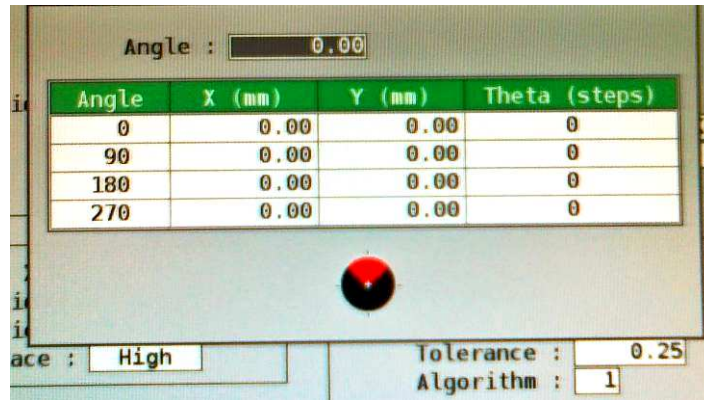 Angle : 0.00
Angle X (mm) Y (mm) Theta (steps)
0 0.00 0.00 0
90 0.00 0.00 0
180 0.00 0.00 0
270 0.00 0.00 0
ace : High
Tolerance : 0.25
Algorithm : 1